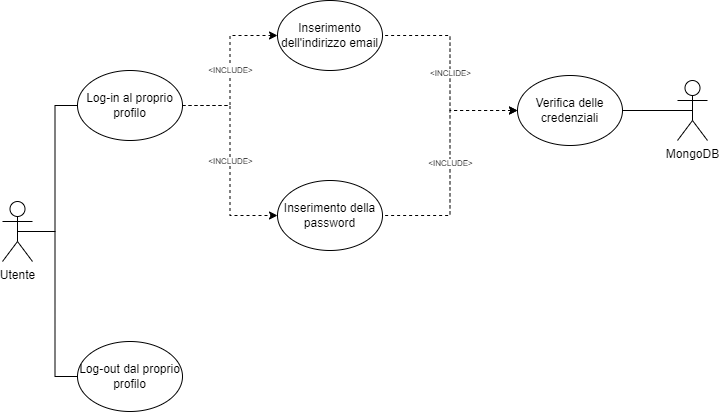 Inserimento
dell'indirizzo email
<INCLUDE>
<INCLIDE>
Log-in al proprio
profilo
Verifica delle
credenziali
MongoDB
<INCLUDE>
<INCLUDE>
Inserimento della
password
Utente
Log-out dal proprio
profilo